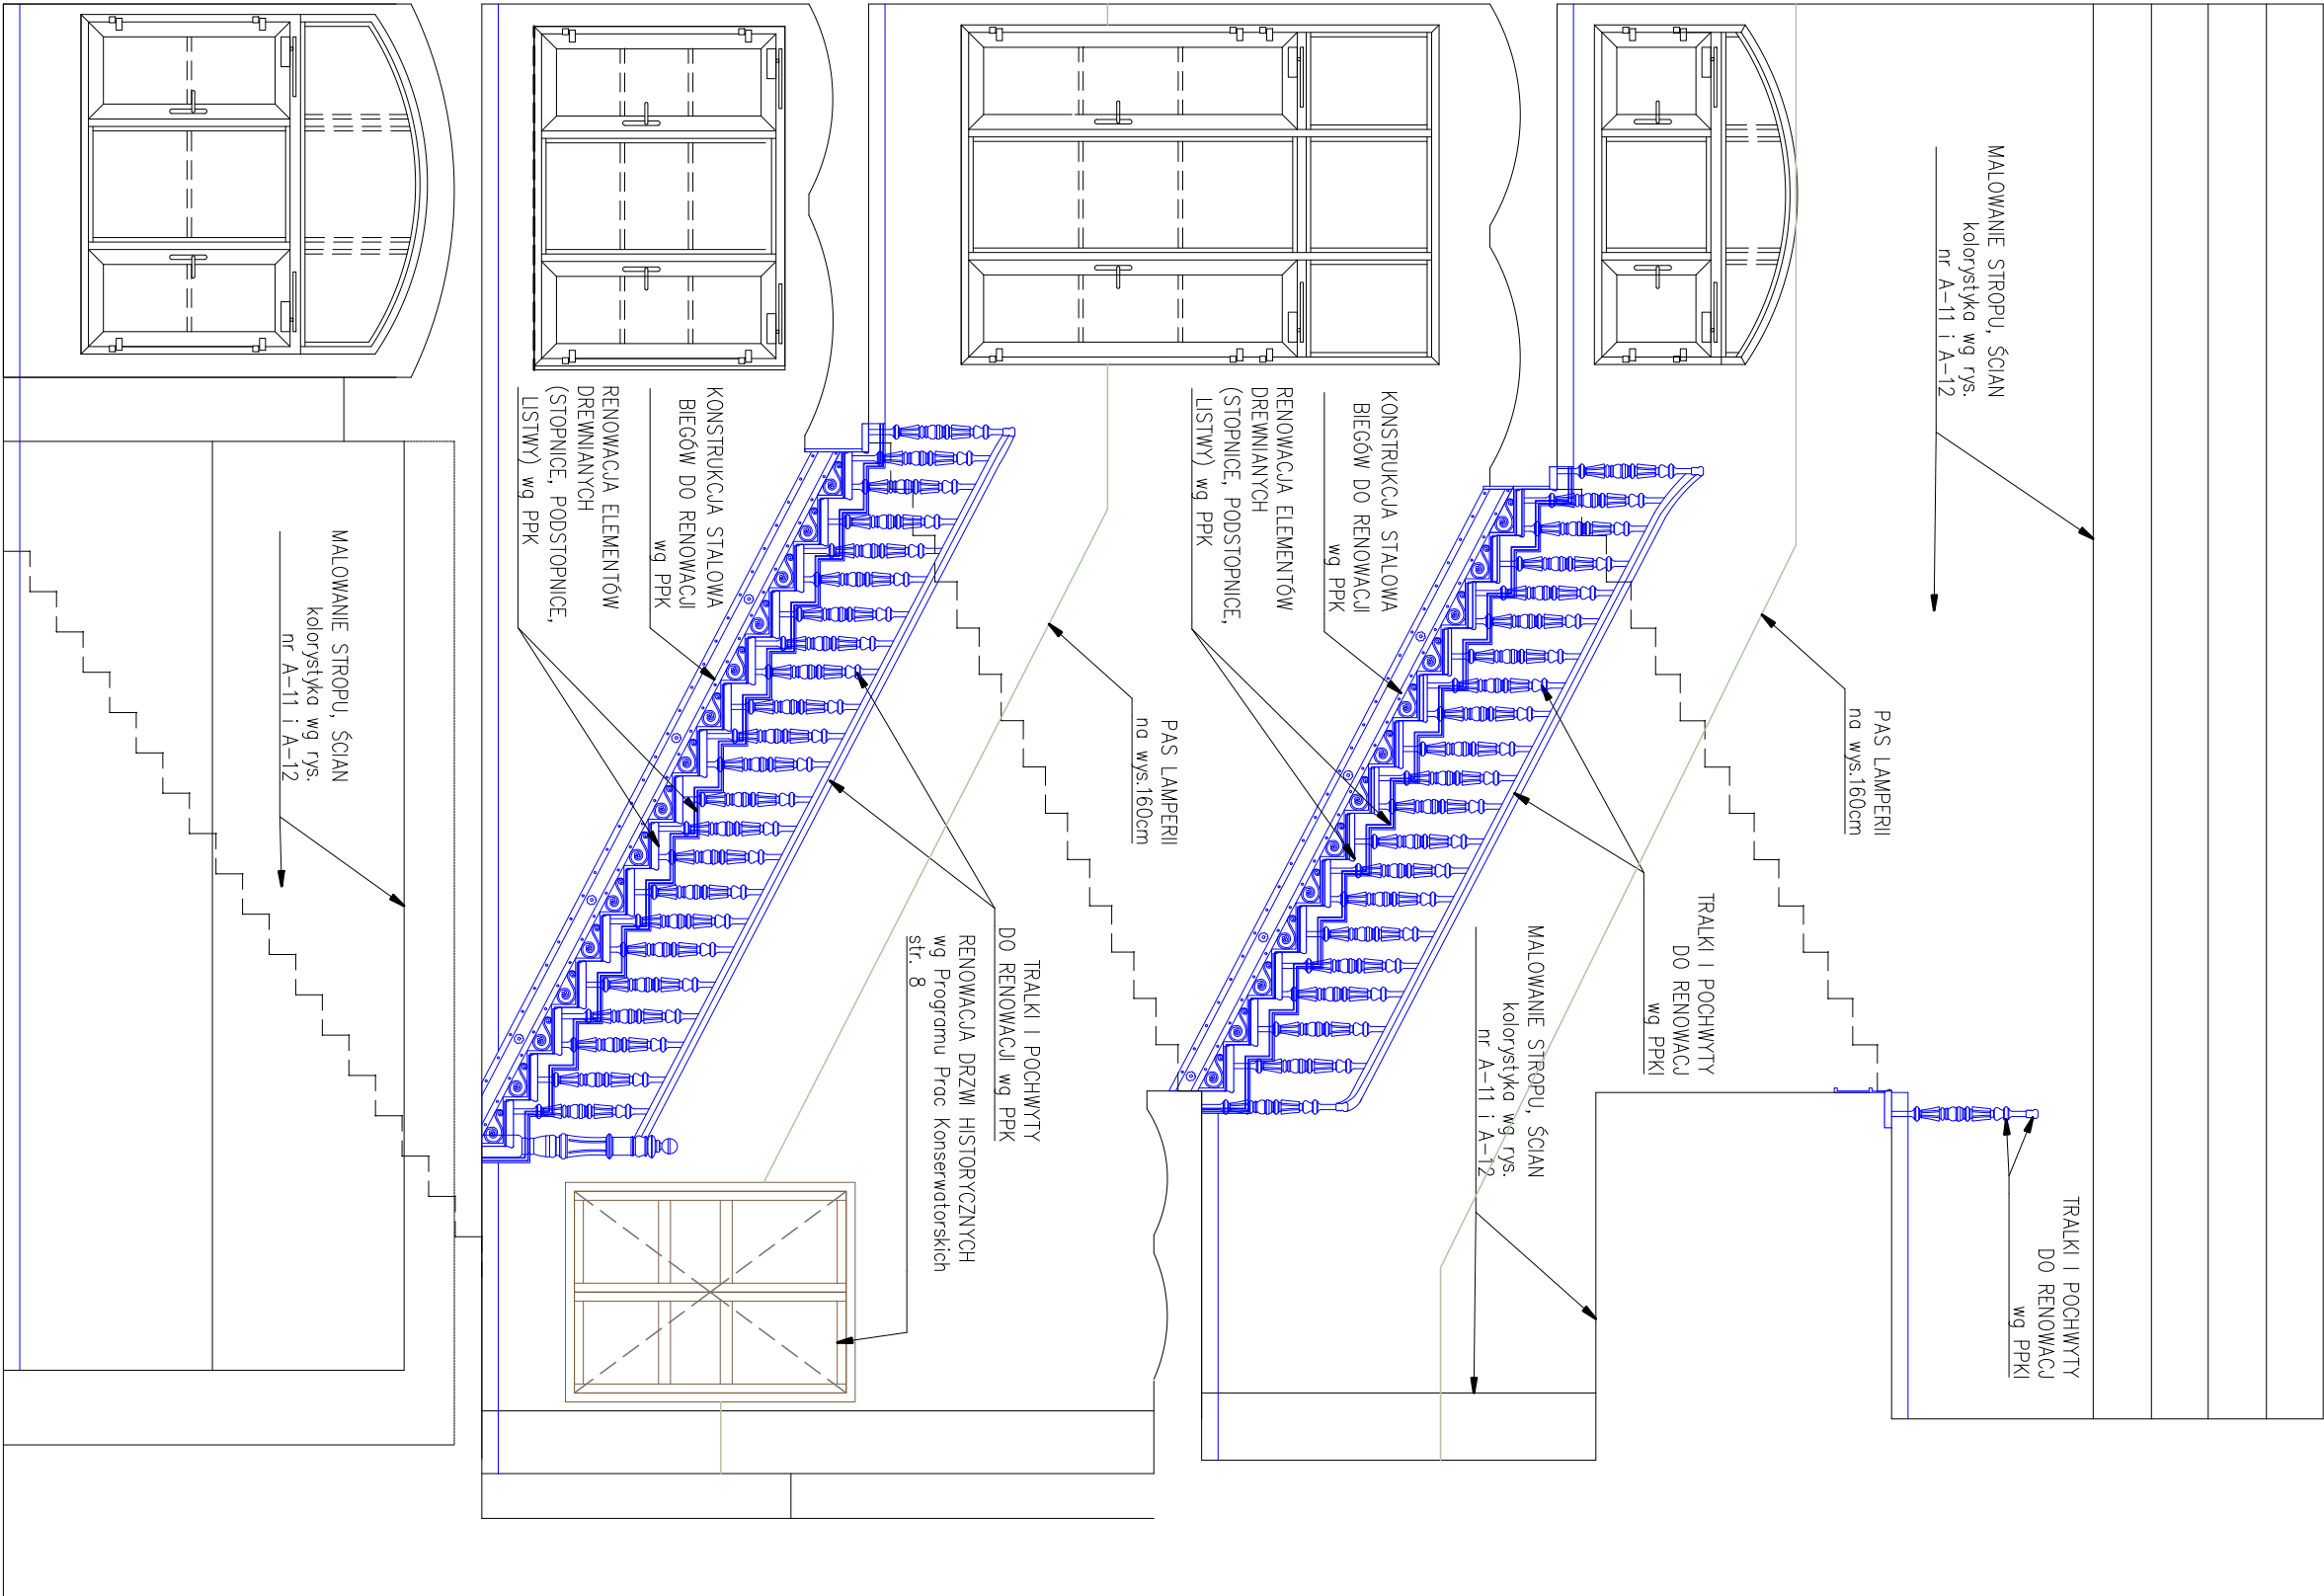 MALOWANIE STROPU, ŚCIAN
kolorystyka wg rys.
nr A-11 i A-12
PAS LAMPERII
na wys.160cm
TRALKI I POCHWYTY
DO RENOWACJ
wg PPKI
KONSTRUKCJA STALOWA
BIEGÓW DO RENOWACJI
wg PPK
RENOWACJA ELEMENTÓW
DREWNIANYCH
(STOPNICE, PODSTOPNICE,
LISTWY) wg PPK
TRALKI I POCHWYTY
DO RENOWACJ
wg PPKI
MALOWANIE STROPU, ŚCIAN
kolorystyka wg rys.
nr A-11 i A-12
PAS LAMPERII
na wys.160cm
KONSTRUKCJA STALOWA
BIEGÓW DO RENOWACJI
wg PPK
RENOWACJA ELEMENTÓW
DREWNIANYCH
(STOPNICE, PODSTOPNICE,
LISTWY) wg PPK
TRALKI I POCHWYTY
DO RENOWACJI wg PPK
RENOWACJA DRZWI HISTORYCZNYCH
wg Programu Prac Konserwatorskich
str. 8
MALOWANIE STROPU, ŚCIAN
kolorystyka wg rys.
nr A-11 i A-12